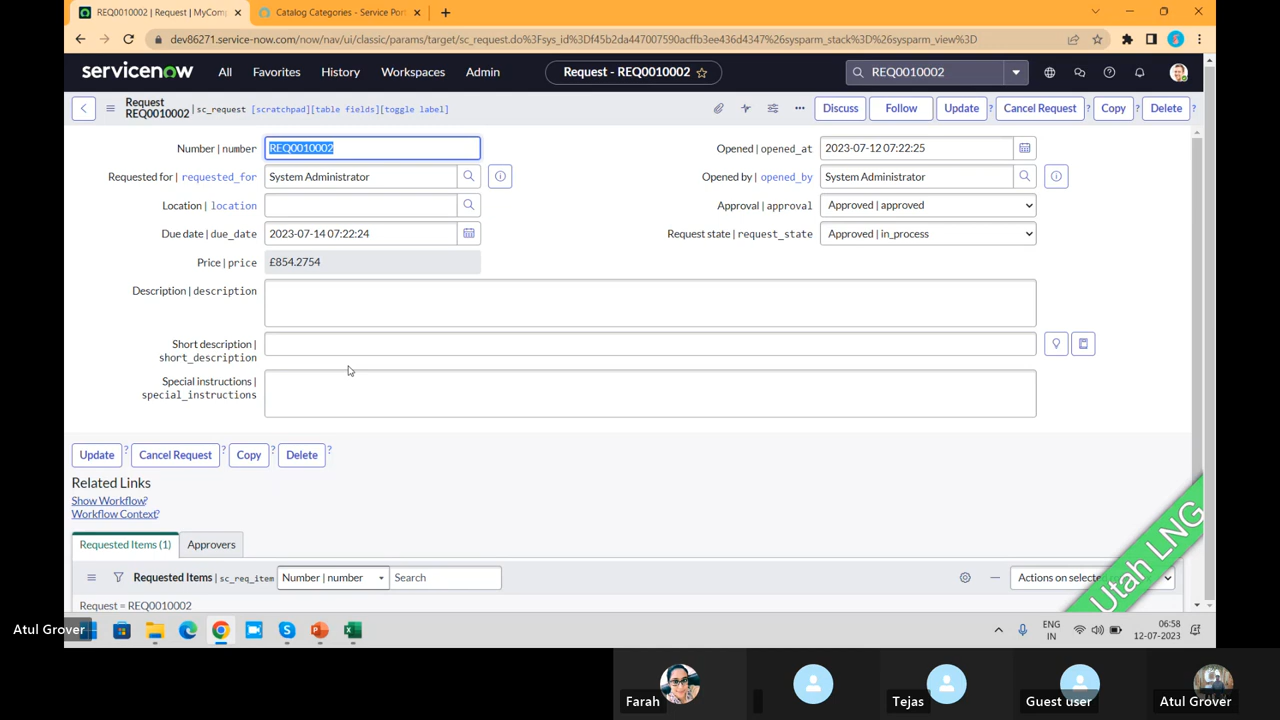 REQ0010002 | Request | MyComp
Catalog Categories - Service Port
dev86271.service-now.com/now/nav/ui/classic/params/target/sc_request.do%3Fsys_id%3Df45b2da447007590acffb3ee436d4347%26sysparm_stack%3D%26sysparm_view%3D
servicenow
All Favorites History Workspaces Admin
Request - REQ0010002
REQ0010002
Request
REQ0010002 | sc_request [scratchpad][table fields][toggle label]
Discuss Follow Update ? Cancel Request ? Copy ? Delete ?
Number | number REQ0010002
Opened | opened_at 2023-07-12 07:22:25
Requested for | requested_for System Administrator
Opened by | opened_by System Administrator
Location | location
Approval | approval Approved | approved
Due date | due_date 2023-07-14 07:22:24
Request state | request_state Approved | in_process
Price | price £854.2754
Description | description
Short description |
short_description
Special instructions |
special_instructions
Update ? Cancel Request ? Copy ? Delete ?
Related Links
Show Workflow?
Workflow Context?
Requested Items (1) Approvers
Requested Items | sc_req_item Number | number Search
Actions on selected
Request = REQ0010002
Utah LNG
Atul Grover
ENG
IN
06:58
12-07-2023
Farah
Tejas
Guest user
Atul Grover